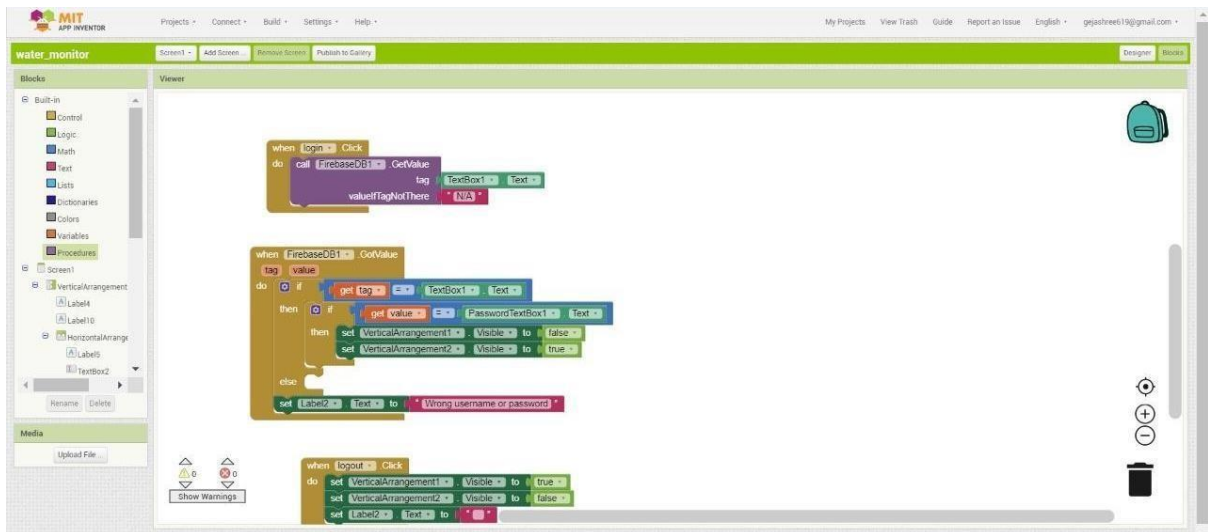 MIT
APP INVENTOR
Projects Connect Build Settings Help
My Projects View Trash Guide Report an Issue English gejashree619@gmail.com
water_monitor
Screen1 Add Screen ... Remove Screen Publish to Gallery
Designer Blocks
Blocks
Viewer
Built-in
Control
Logic
Math
Text
Lists
Dictionaries
Colors
Variables
Procedures
Screen1
VerticalArrangement
Label4
Label10
HorizontalArrange
Label5
TextBox2
Rename Delete
Media
Upload File ...
when login .Click
do call FirebaseDB1 .GetValue
tag TextBox1 . Text
valueIfTagNotThere " N/A "
when FirebaseDB1 .GotValue
tag value
do if get tag = TextBox1 . Text
then if get value = PasswordTextBox1 . Text
then set VerticalArrangement1 . Visible to false
set VerticalArrangement2 . Visible to true
else
set Label2 . Text to " Wrong username or password "
when logout .Click
do set VerticalArrangement1 . Visible to true
set VerticalArrangement2 . Visible to false
set Label2 . Text to " "
0 0
Show Warnings